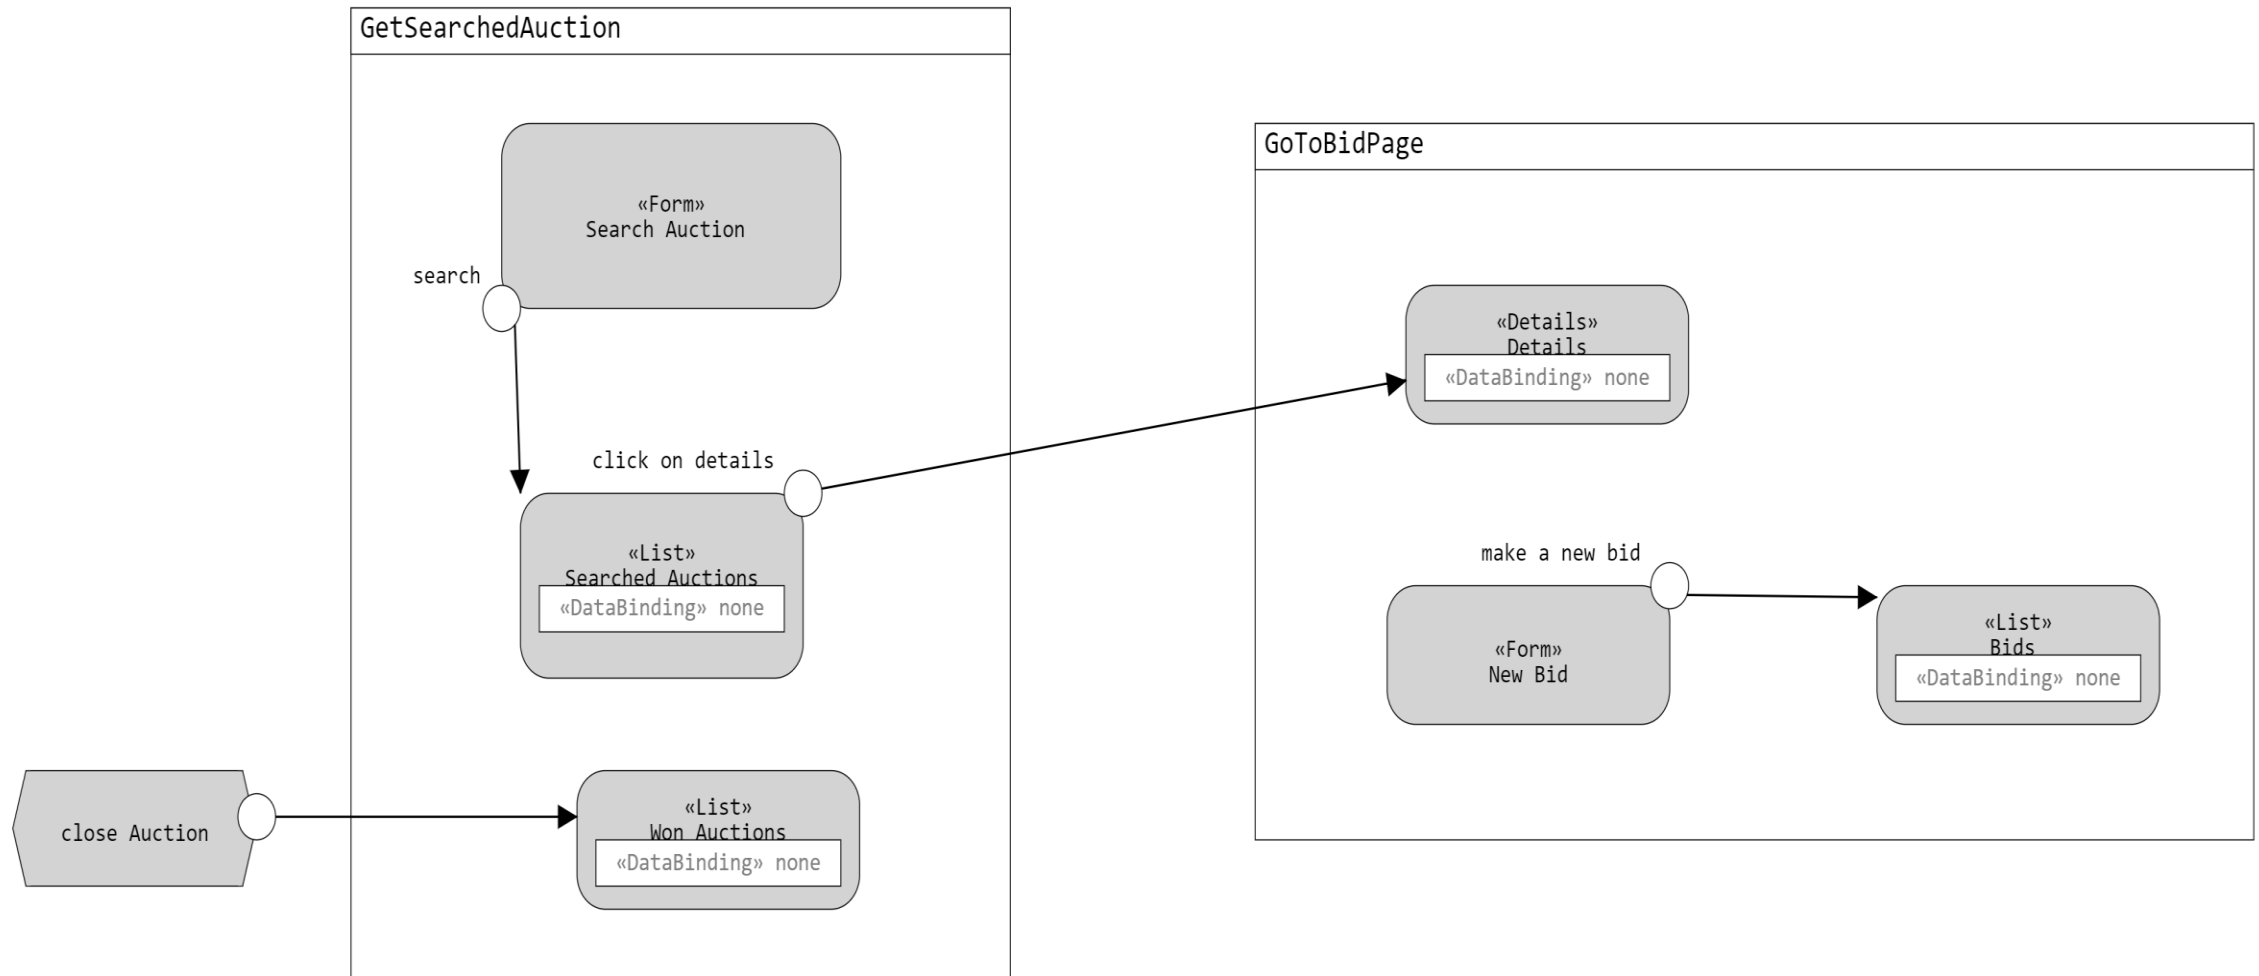 GetSearchedAuction
«Form»
Search Auction
search
click on details
«List»
Searched Auctions
«DataBinding» none
close Auction
«List»
Won Auctions
«DataBinding» none
GoToBidPage
«Details»
Details
«DataBinding» none
make a new bid
«Form»
New Bid
«List»
Bids
«DataBinding» none